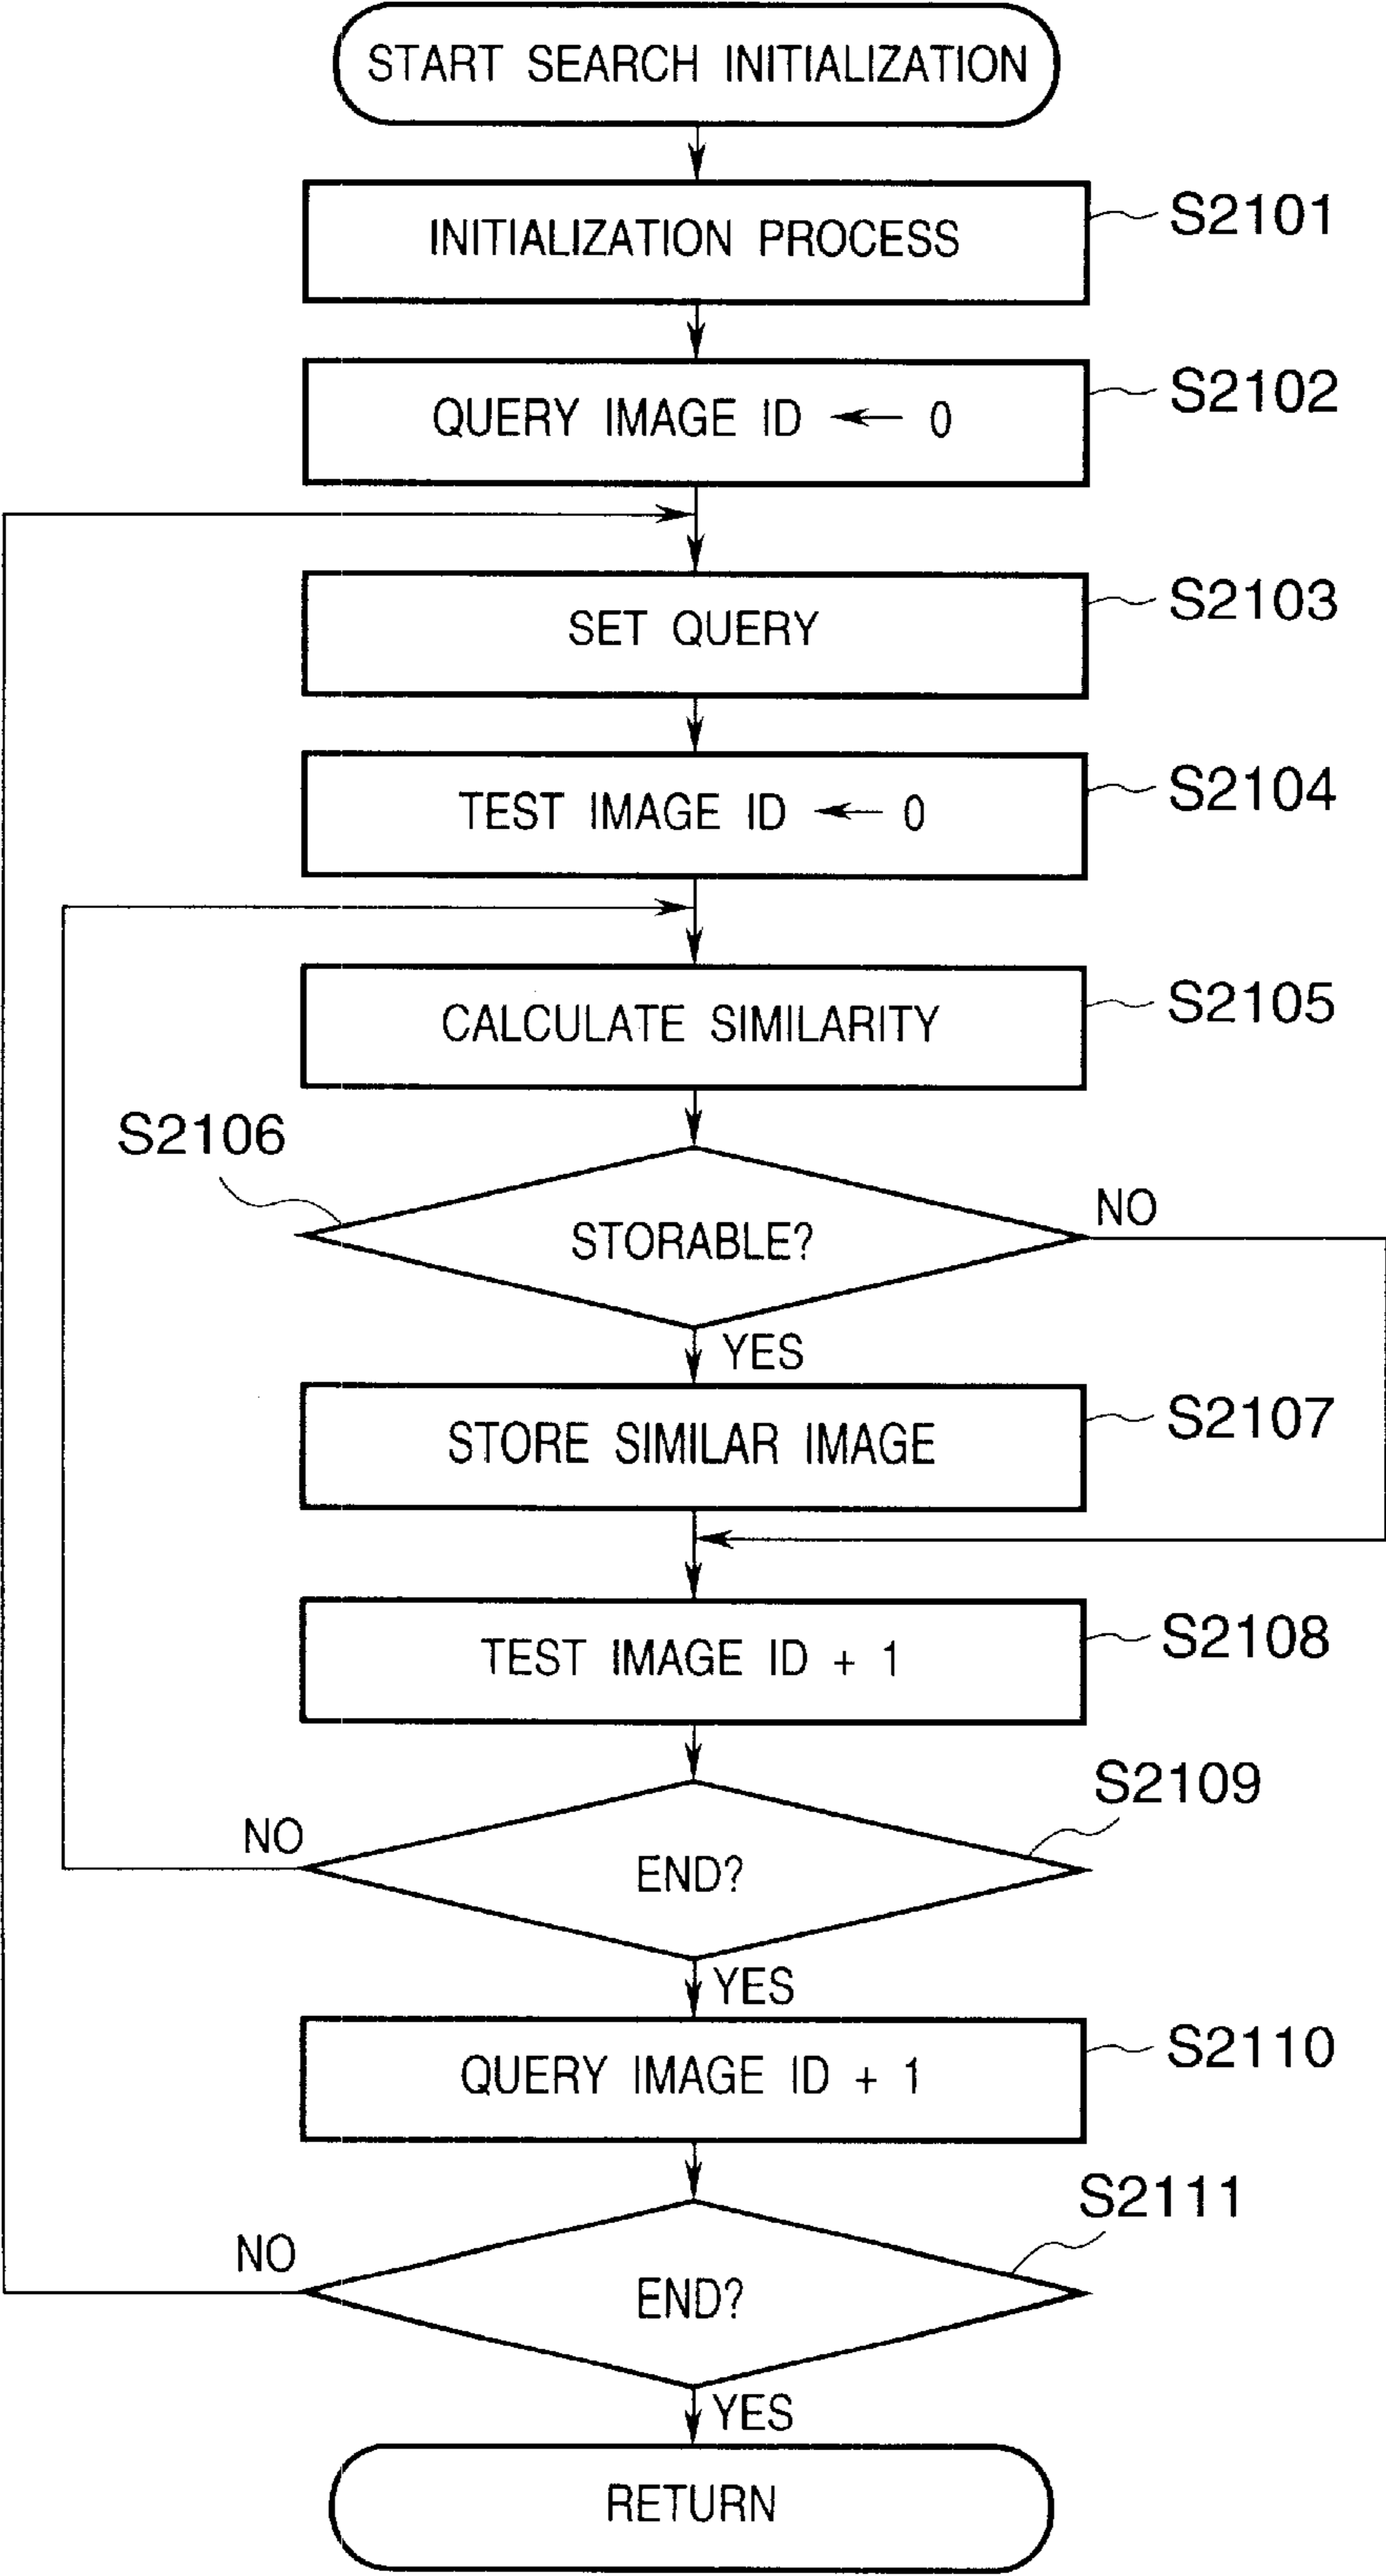 START SEARCH INITIALIZATION
INITIALIZATION PROCESS
S2101
QUERY IMAGE ID ← 0
S2102
SET QUERY
S2103
TEST IMAGE ID ← 0
S2104
CALCULATE SIMILARITY
S2105
S2106
STORABLE?
NO
YES
STORE SIMILAR IMAGE
S2107
TEST IMAGE ID + 1
S2108
S2109
NO
END?
YES
QUERY IMAGE ID + 1
S2110
S2111
NO
END?
YES
RETURN